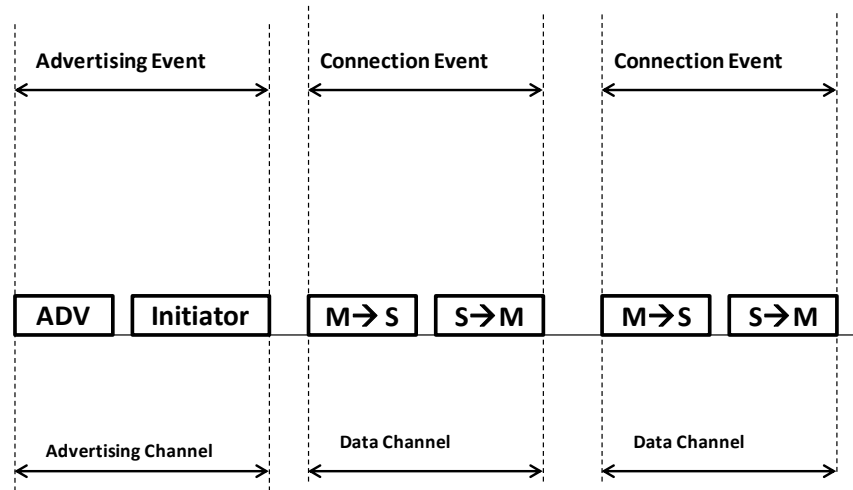 Advertising Event
Connection Event
Connection Event
ADV
Initiator
M→S
S→M
M→S
S→M
Advertising Channel
Data Channel
Data Channel